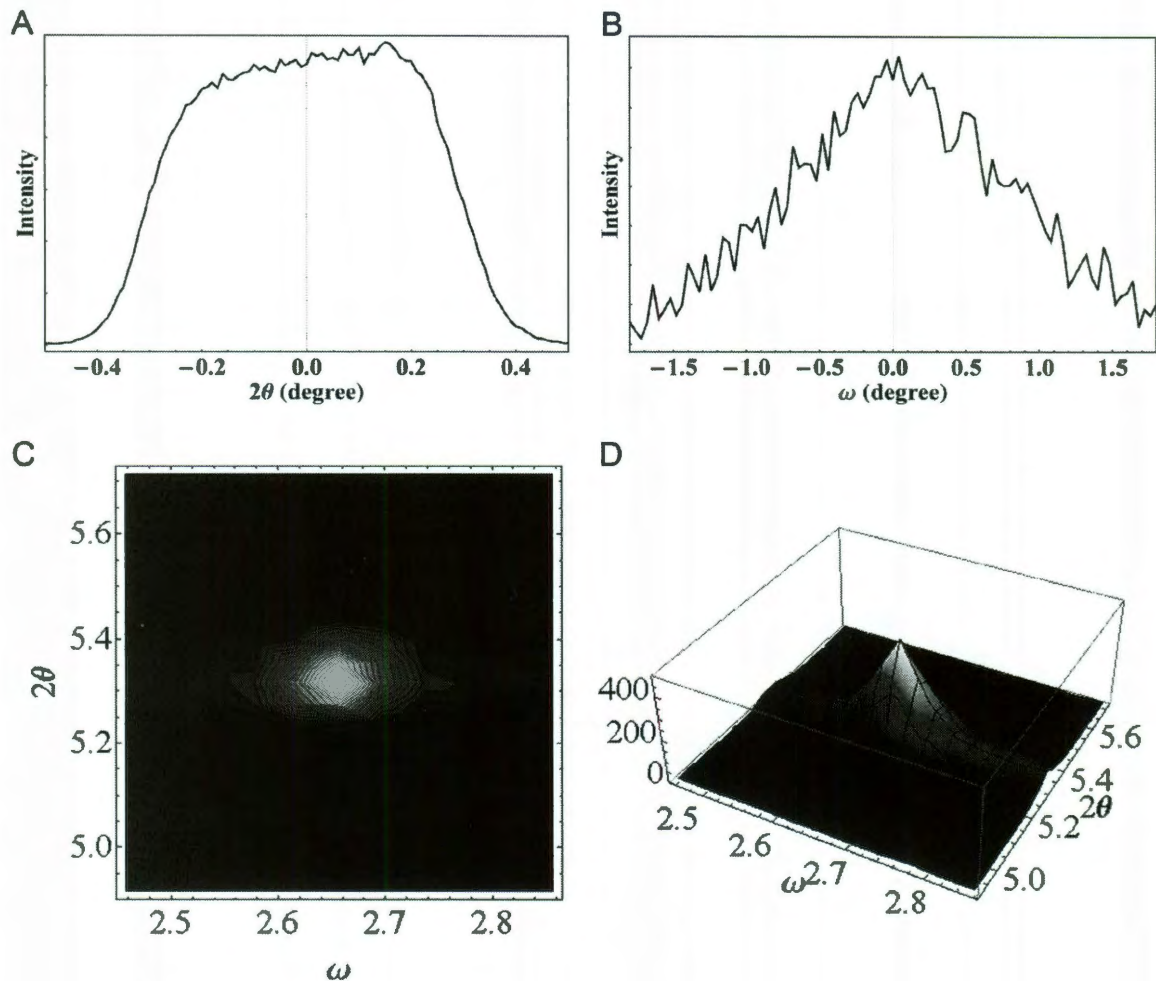 A
Intensity
−0.4 −0.2 0.0 0.2 0.4
2θ (degree)
B
Intensity
−1.5 −1.0 −0.5 0.0 0.5 1.0 1.5
ω (degree)
C
5.6
5.4
5.2
5.0
2θ
2.5 2.6 2.7 2.8
ω
D
400
200
0
2.5
2.6
2.7
2.8
ω
5.6
5.4
5.2
5.0
2θ